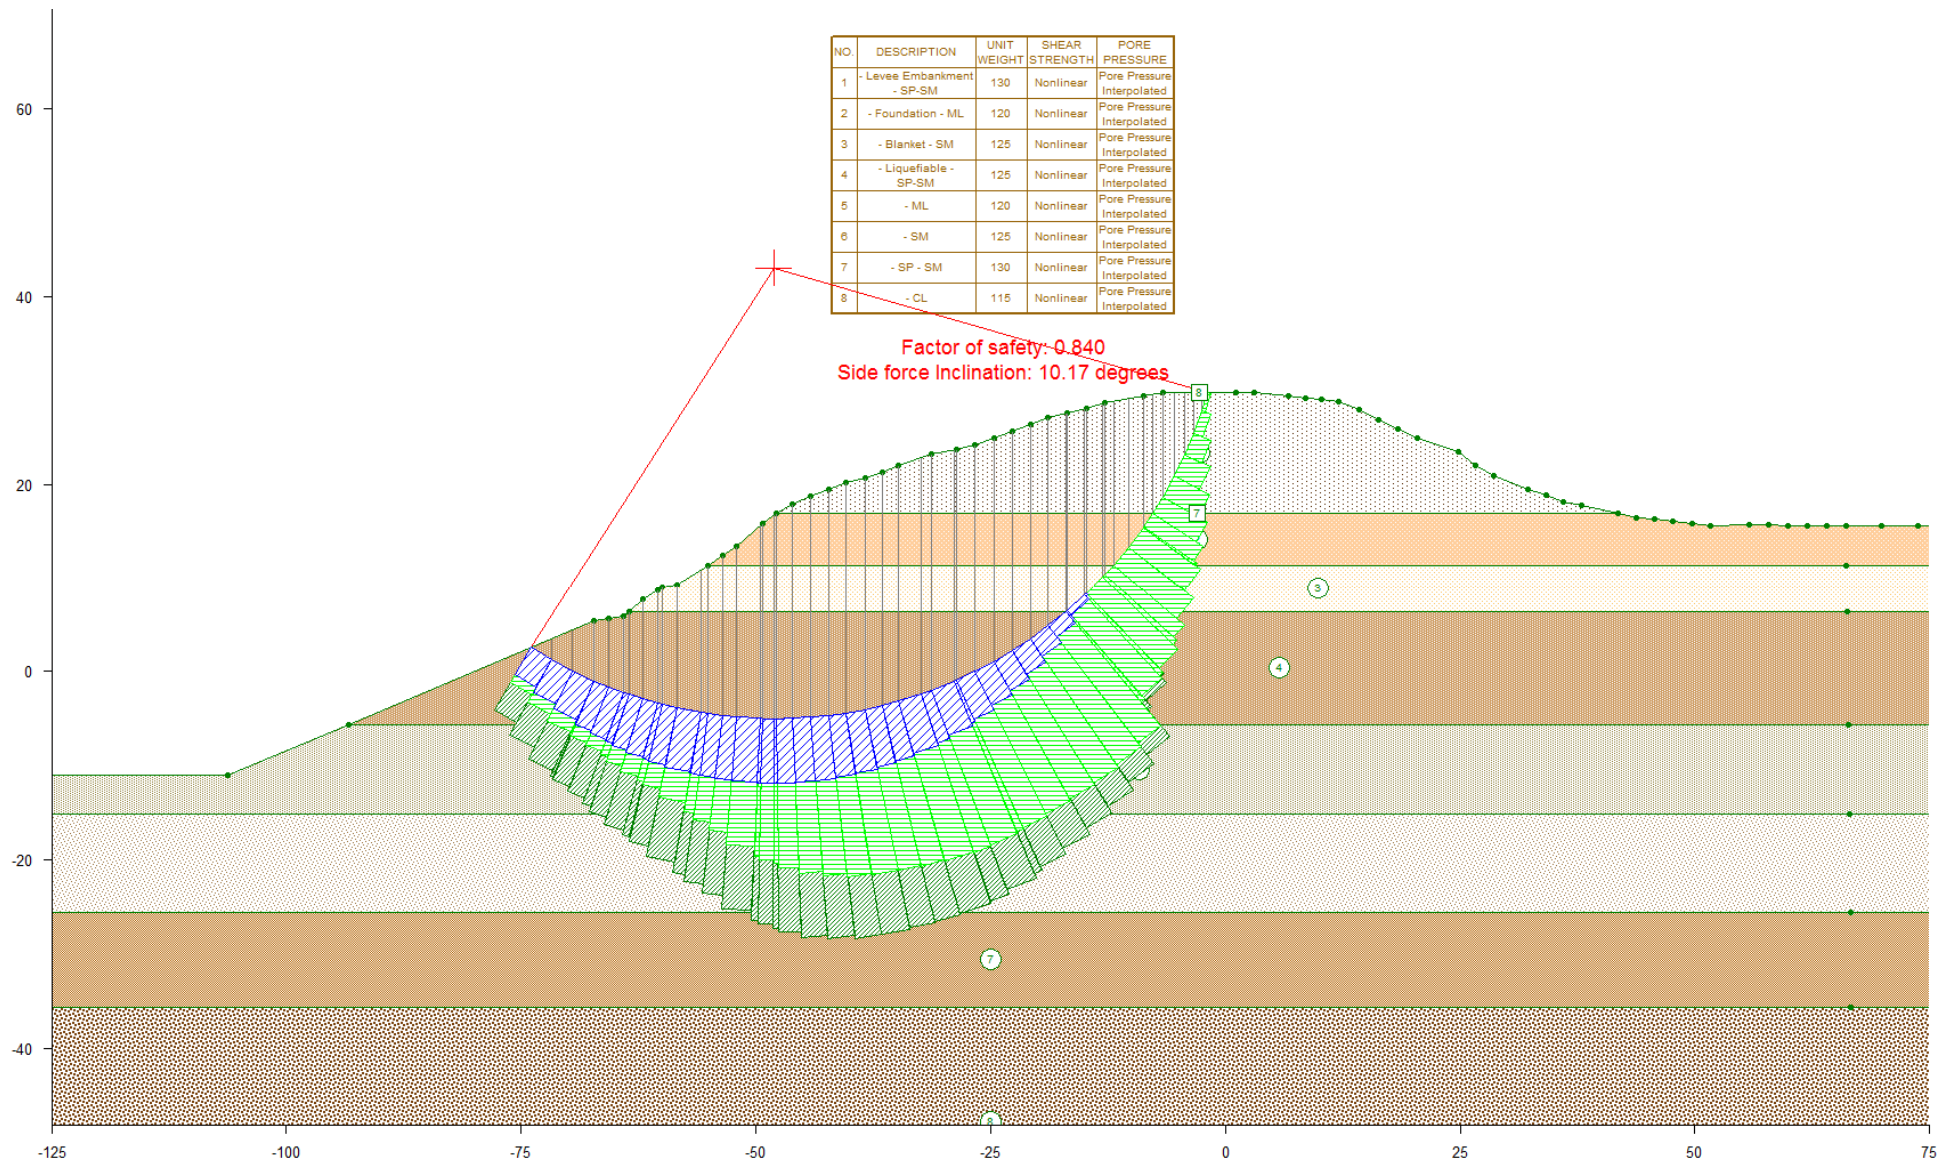 NO. DESCRIPTION UNIT WEIGHT SHEAR STRENGTH PORE PRESSURE
1 - Levee Embankment - SP-SM 130 Nonlinear Pore Pressure Interpolated
2 - Foundation - ML 120 Nonlinear Pore Pressure Interpolated
3 - Blanket - SM 125 Nonlinear Pore Pressure Interpolated
4 - Liquefiable - SP-SM 125 Nonlinear Pore Pressure Interpolated
5 - ML 120 Nonlinear Pore Pressure Interpolated
6 - SM 125 Nonlinear Pore Pressure Interpolated
7 - SP - SM 130 Nonlinear Pore Pressure Interpolated
8 - CL 115 Nonlinear Pore Pressure Interpolated
Factor of safety: 0.840
Side force Inclination: 10.17 degrees
60
40
20
0
-20
-40
8
7
3
4
7
8
-125 -100 -75 -50 -25 0 25 50 75